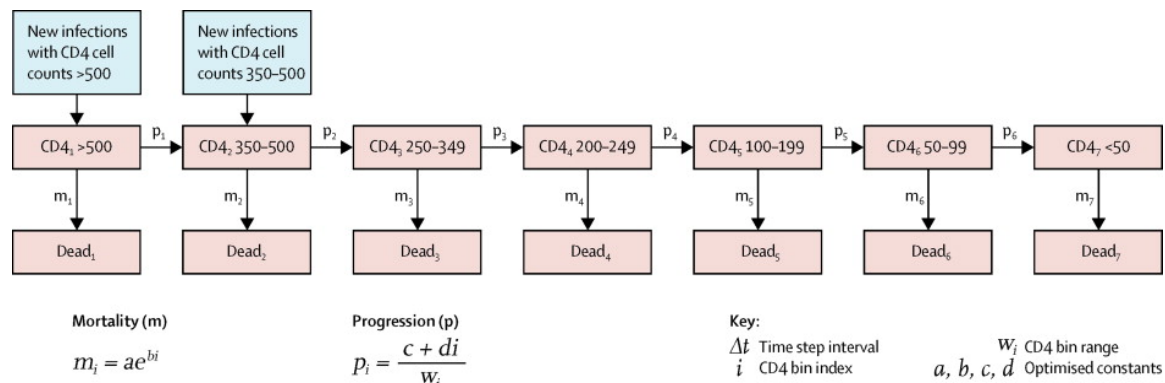 New infections
with CD4 cell
counts >500
New infections
with CD4 cell
counts 350–500
CD4₁ >500
p₁
CD4₂ 350–500
p₂
CD4₃ 250–349
p₃
CD4₄ 200–249
p₄
CD4₅ 100–199
p₅
CD4₆ 50–99
p₆
CD4₇ <50
m₁
m₂
m₃
m₄
m₅
m₆
m₇
Dead₁
Dead₂
Dead₃
Dead₄
Dead₅
Dead₆
Dead₇
Mortality (m)
mᵢ = ae^{bi}
Progression (p)
pᵢ = (c + di) / wᵢ
Key:
Δt Time step interval
i CD4 bin index
wᵢ CD4 bin range
a, b, c, d Optimised constants